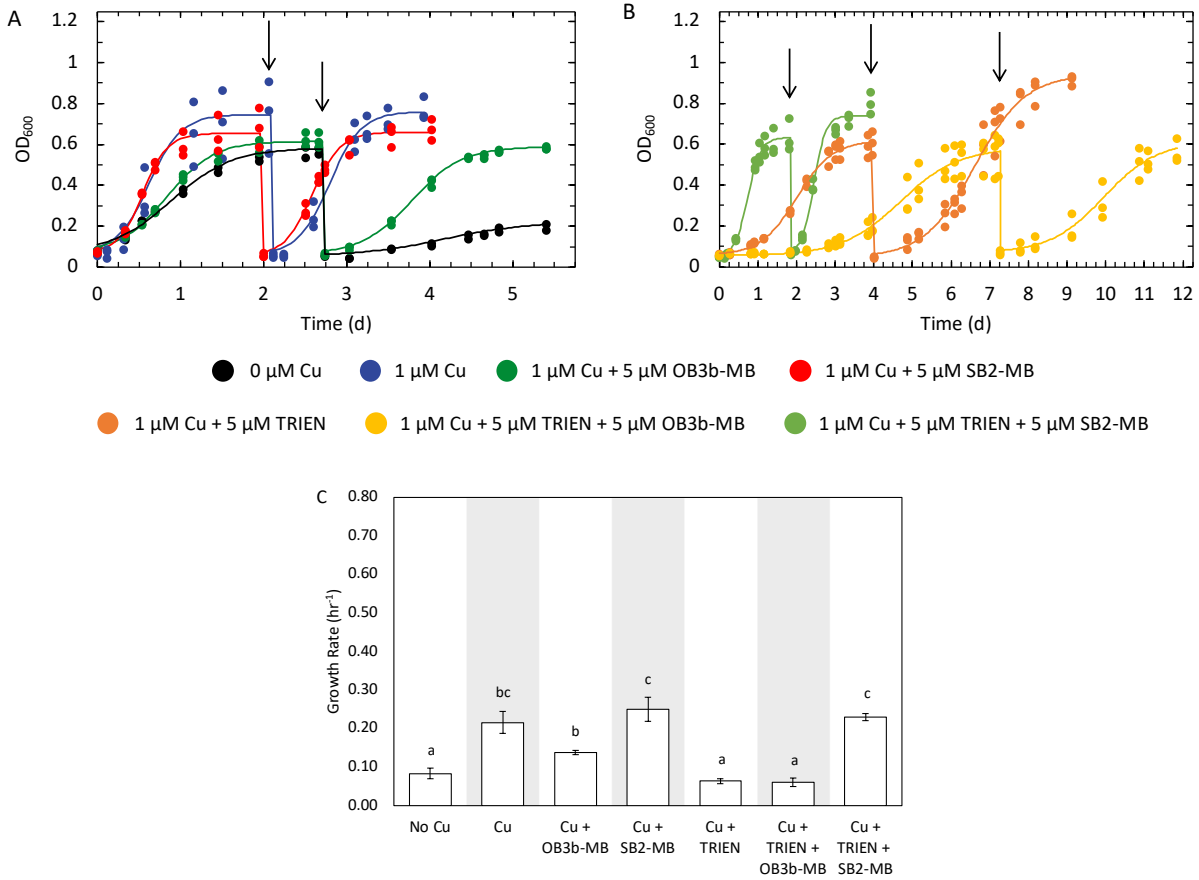 A
B
OD600
1.2
1
0.8
0.6
0.4
0.2
0
0 1 2 3 4 5
Time (d)
OD600
1.2
1
0.8
0.6
0.4
0.2
0
0 1 2 3 4 5 6 7 8 9 10 11 12
Time (d)
0 µM Cu 1 µM Cu 1 µM Cu + 5 µM OB3b-MB 1 µM Cu + 5 µM SB2-MB
1 µM Cu + 5 µM TRIEN 1 µM Cu + 5 µM TRIEN + 5 µM OB3b-MB 1 µM Cu + 5 µM TRIEN + 5 µM SB2-MB
C
Growth Rate (hr-1)
0.80
0.70
0.60
0.50
0.40
0.30
0.20
0.10
0.00
a bc b c a a c
No Cu Cu Cu + Cu + Cu + Cu + Cu +
OB3b-MB SB2-MB TRIEN TRIEN + TRIEN +
OB3b-MB SB2-MB